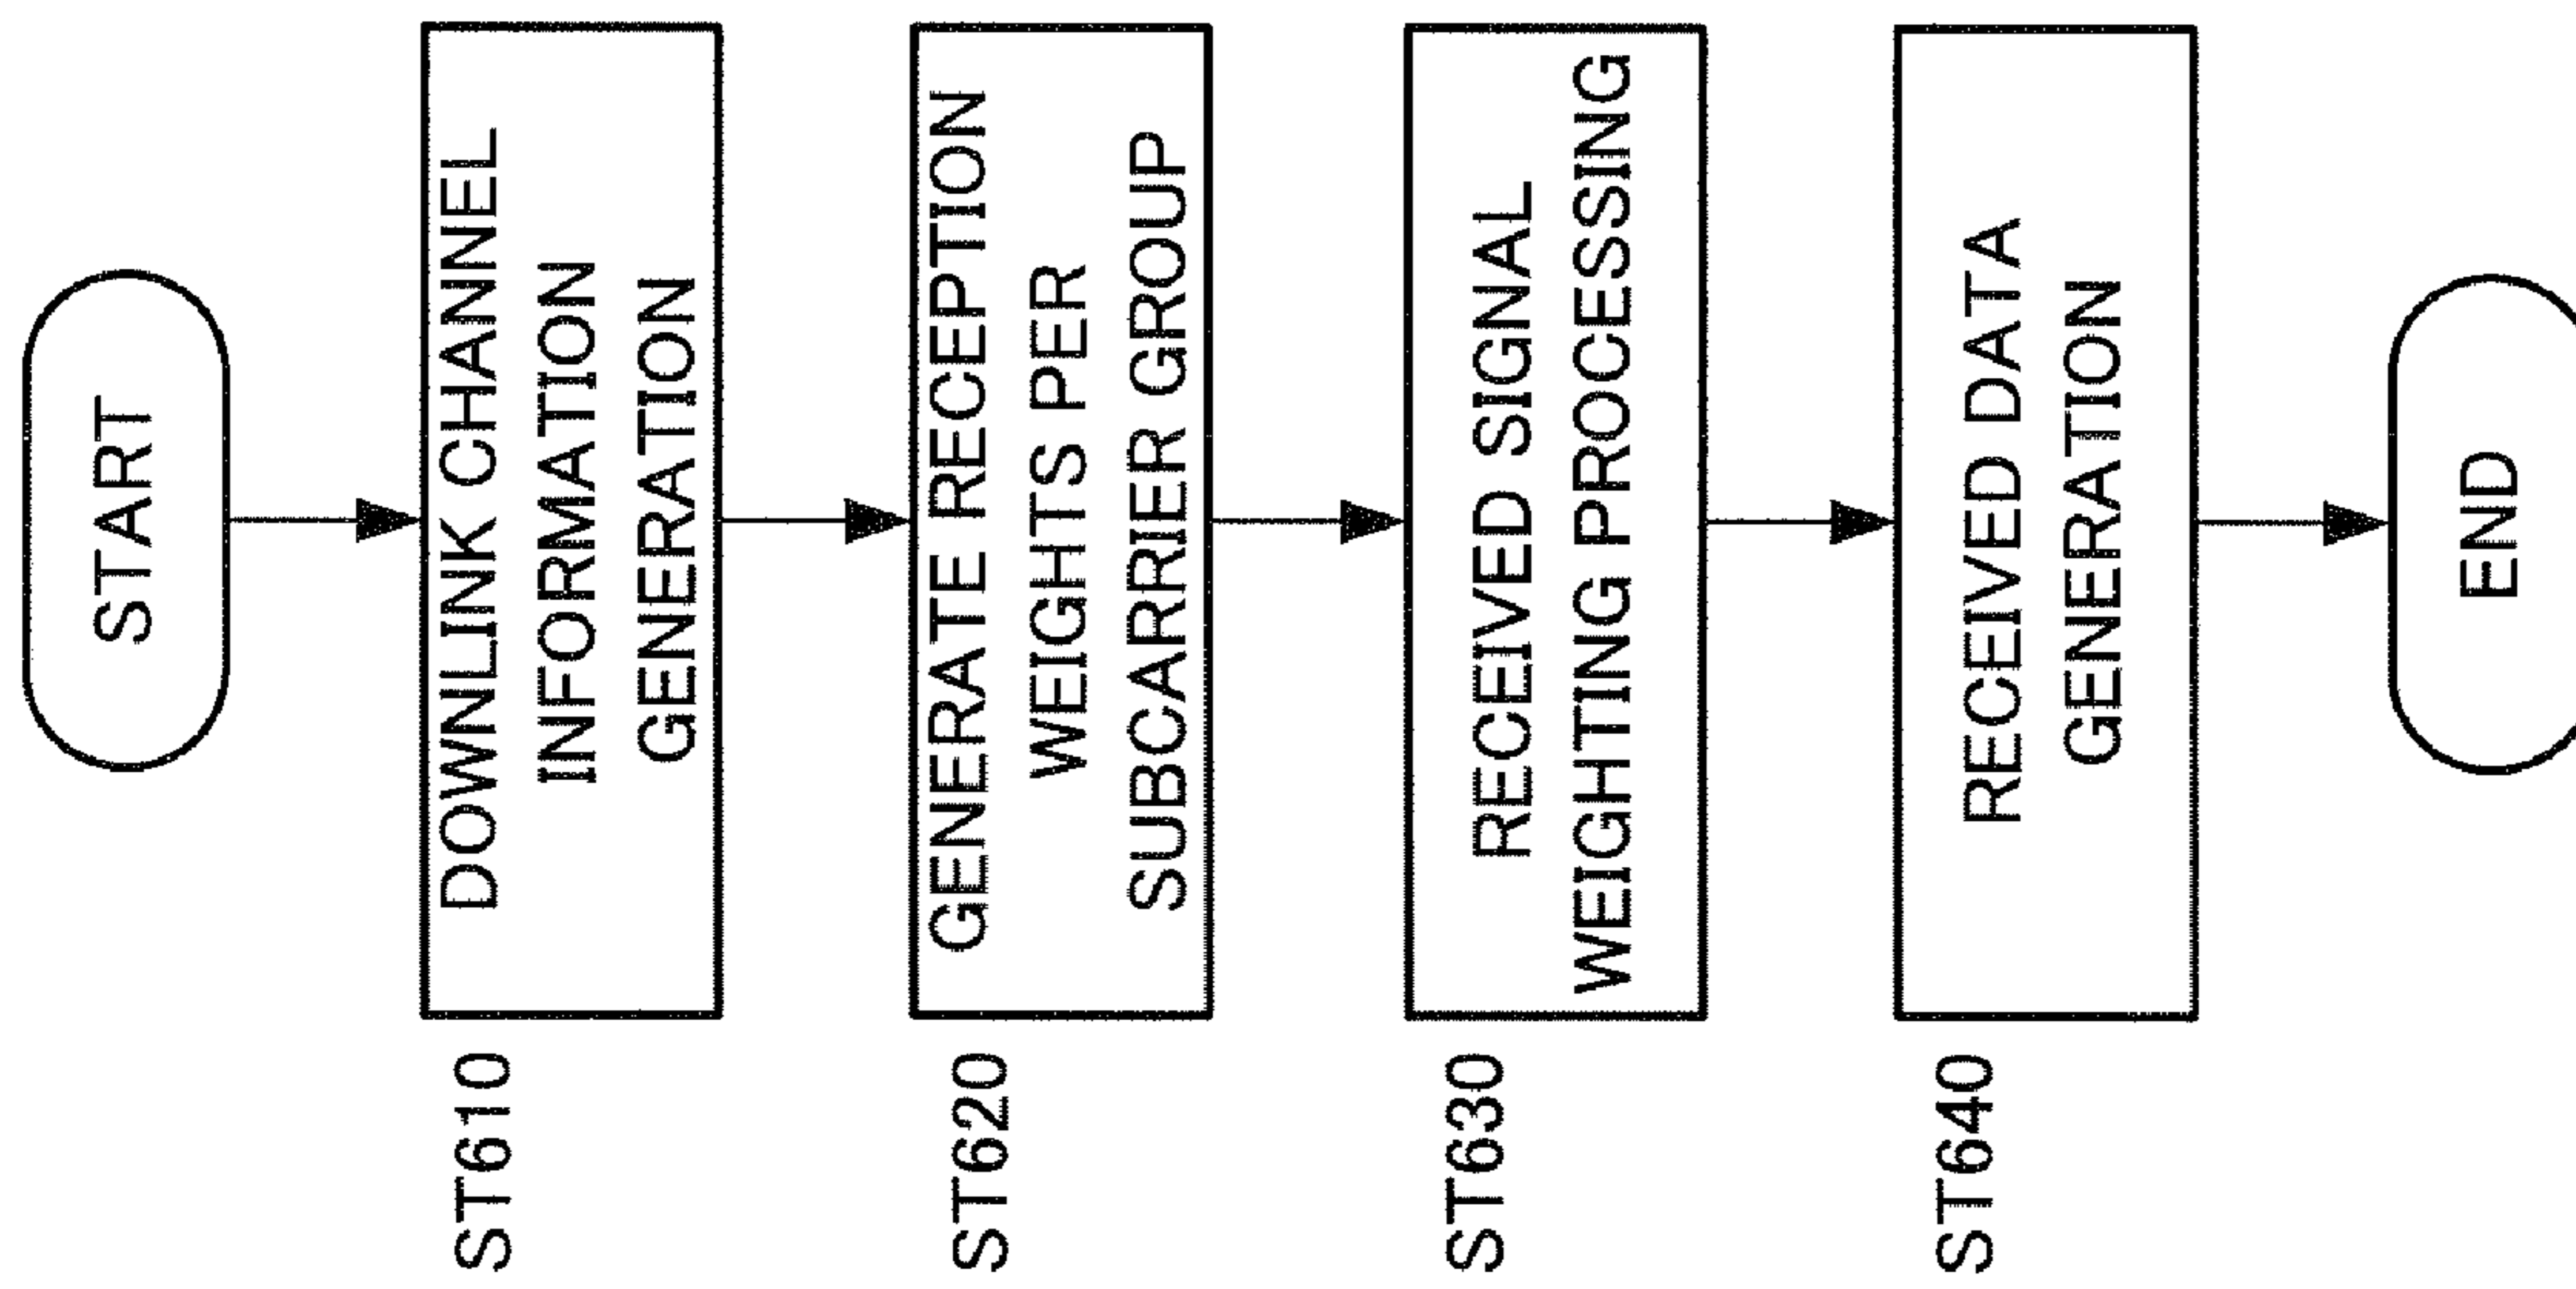 START
ST610
DOWNLINK CHANNEL
INFORMATION
GENERATION
ST620
GENERATE RECEPTION
WEIGHTS PER
SUBCARRIER GROUP
ST630
RECEIVED SIGNAL
WEIGHTING PROCESSING
ST640
RECEIVED DATA
GENERATION
END